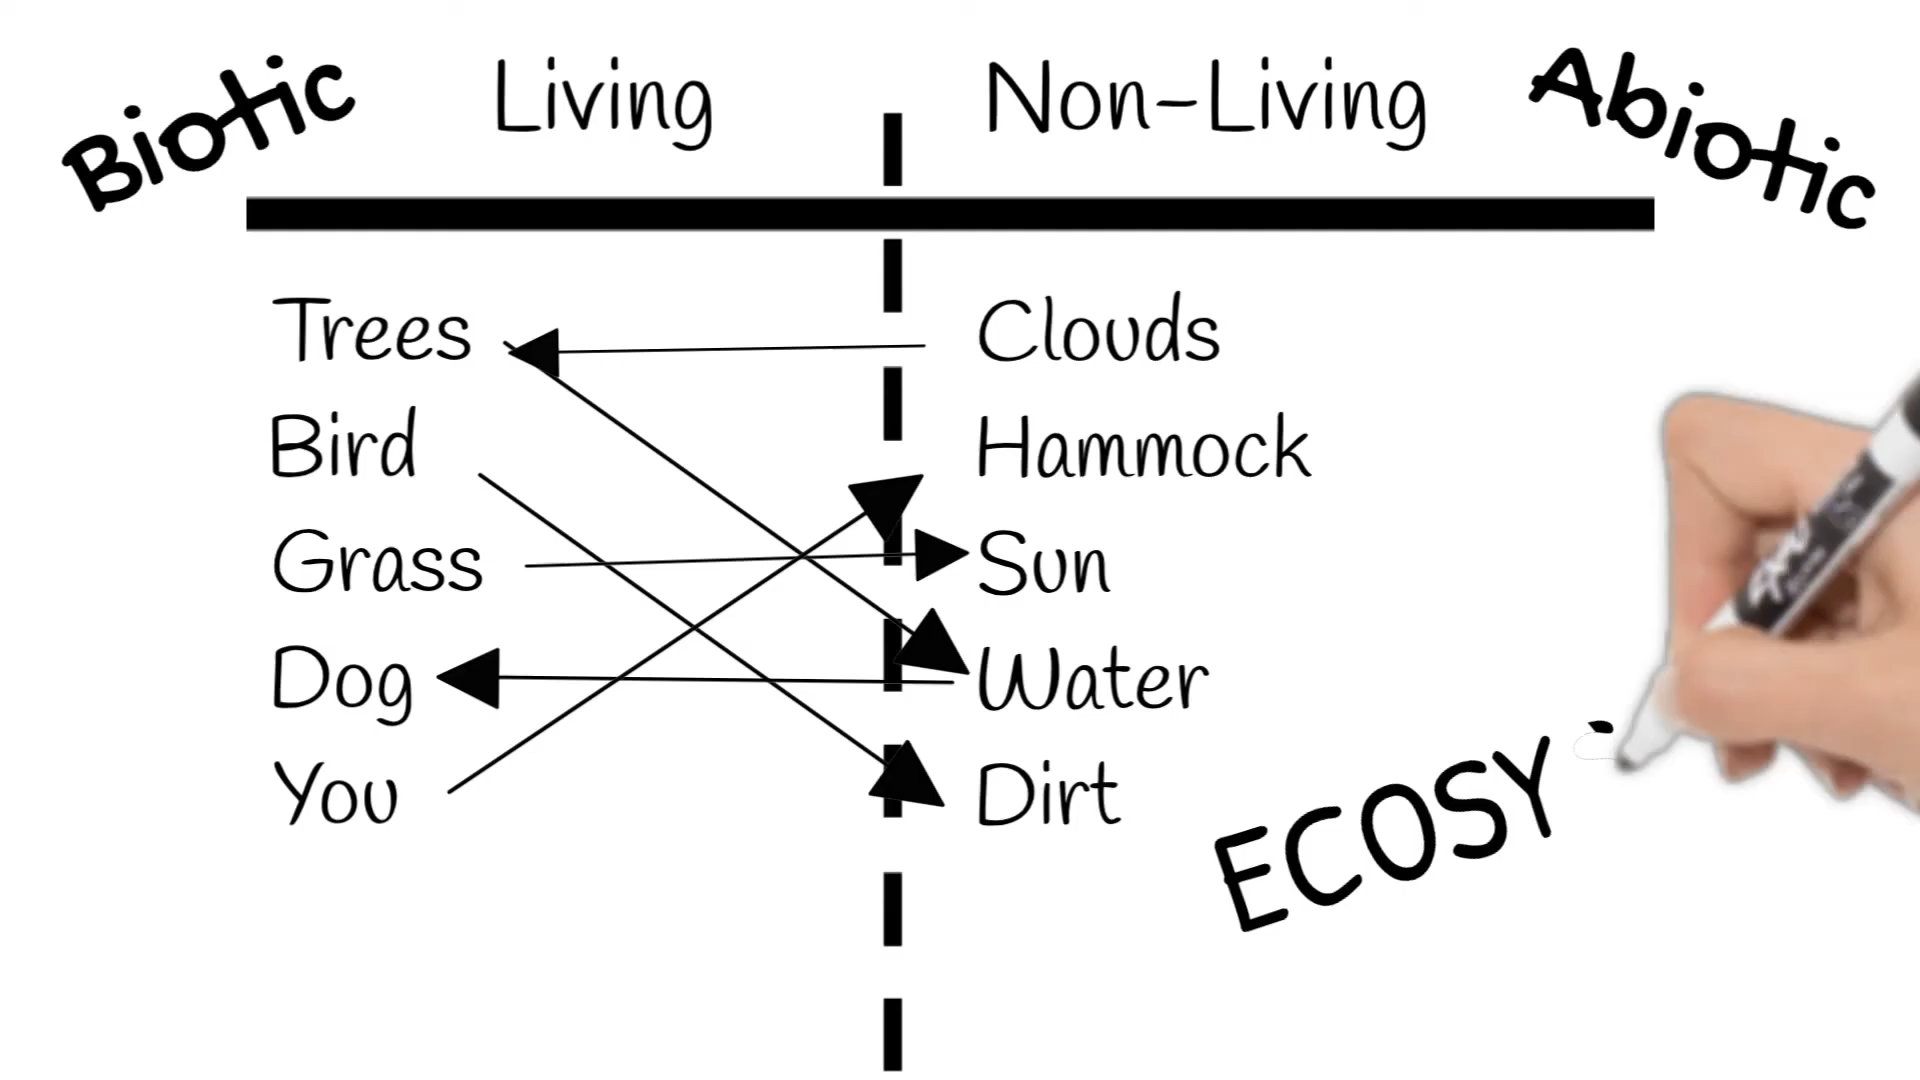 Biotic Living Non-Living Abiotic
Trees Clouds
Bird Hammock
Grass Sun
Dog Water
You Dirt
ECOSY